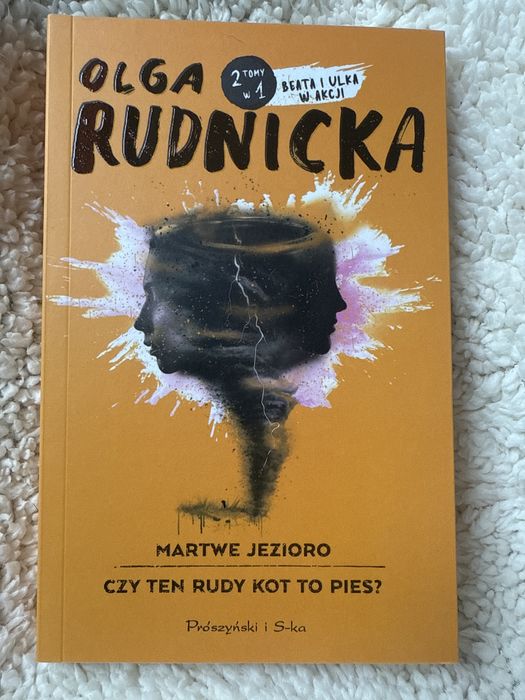 OLGA
RUDNICKA
2 TOMY
W 1
BEATA I ULKA
W AKCJI
MARTWE JEZIORO
CZY TEN RUDY KOT TO PIES?
Prószyński i S-ka